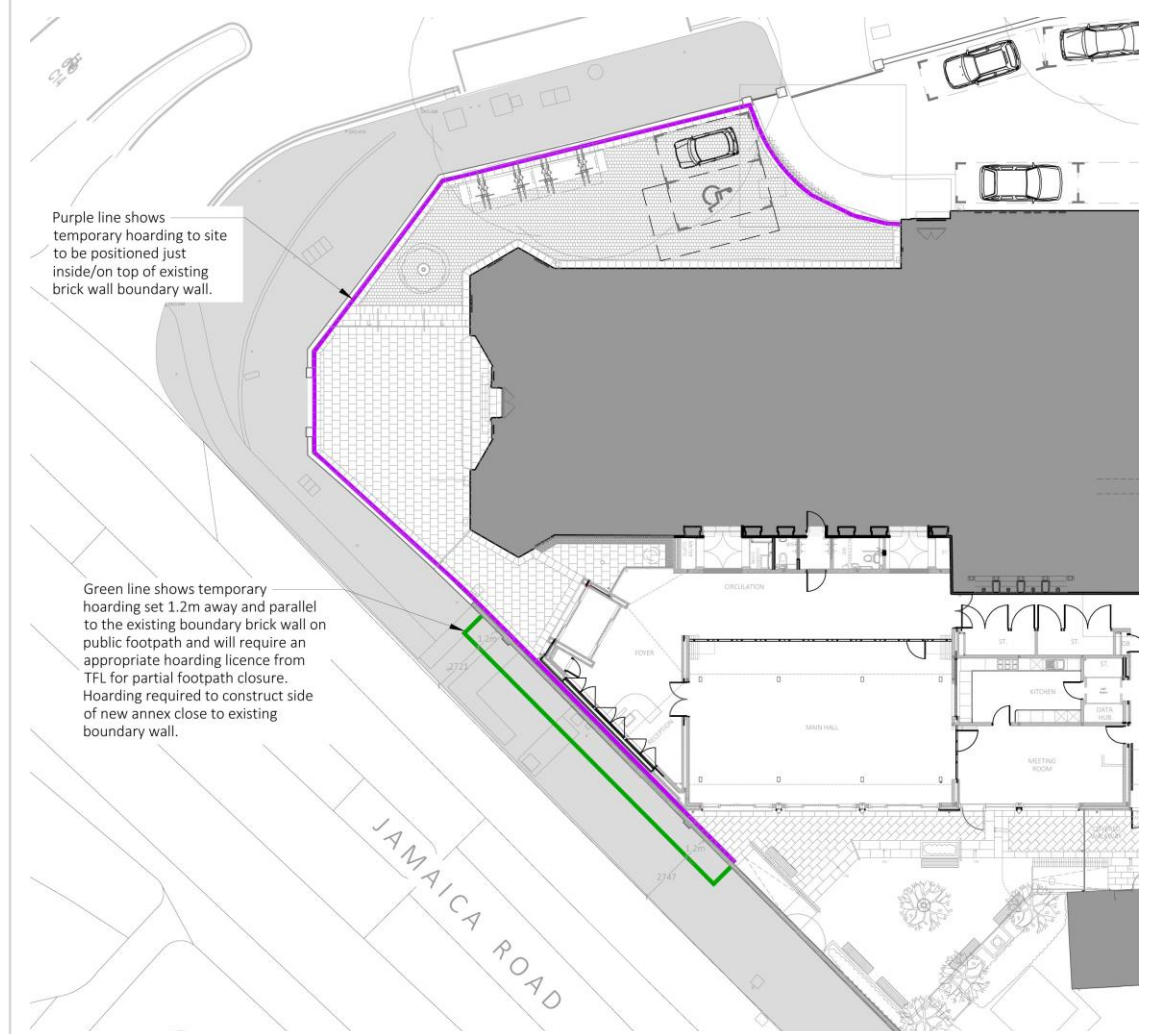 Purple line shows
temporary hoarding to site
to be positioned just
inside/on top of existing
brick wall boundary wall.
Green line shows temporary
hoarding set 1.2m away and parallel
to the existing boundary brick wall on
public footpath and will require an
appropriate hoarding licence from
TFL for partial footpath closure.
Hoarding required to construct side
of new annex close to existing
boundary wall.
1.2m
2721
CIRCULATION
FOYER
RECEPTION
MAIN HALL
ST.
ST.
KITCHEN
ST.
DATA
HUB
MEETING
ROOM
1.2m
2747
JAMAICA ROAD